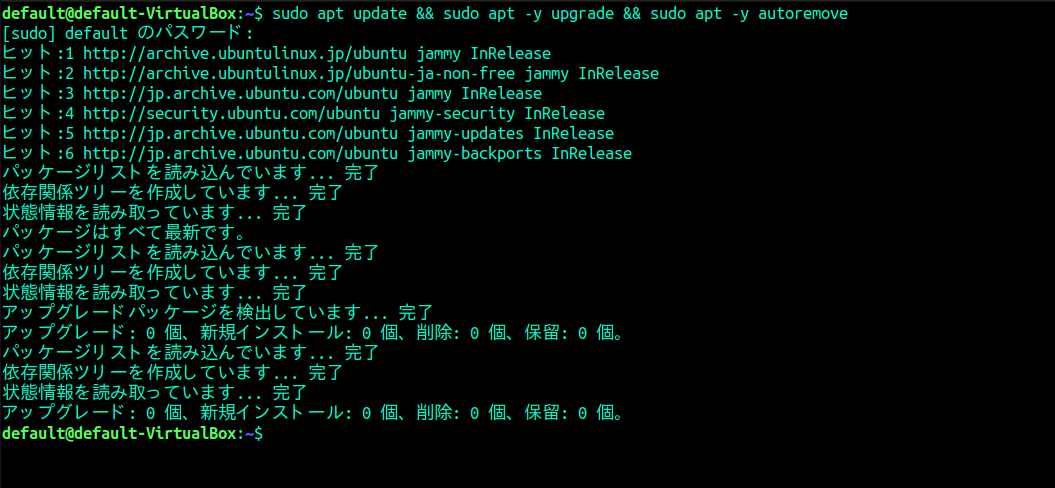 default@default-VirtualBox:~$ sudo apt update && sudo apt -y upgrade && sudo apt -y autoremove
[sudo] default のパスワード:
ヒット:1 http://archive.ubuntulinux.jp/ubuntu jammy InRelease
ヒット:2 http://archive.ubuntulinux.jp/ubuntu-ja-non-free jammy InRelease
ヒット:3 http://jp.archive.ubuntu.com/ubuntu jammy InRelease
ヒット:4 http://security.ubuntu.com/ubuntu jammy-security InRelease
ヒット:5 http://jp.archive.ubuntu.com/ubuntu jammy-updates InRelease
ヒット:6 http://jp.archive.ubuntu.com/ubuntu jammy-backports InRelease
パッケージリストを読み込んでいます... 完了
依存関係ツリーを作成しています... 完了
状態情報を読み取っています... 完了
パッケージはすべて最新です。
パッケージリストを読み込んでいます... 完了
依存関係ツリーを作成しています... 完了
状態情報を読み取っています... 完了
アップグレードパッケージを検出しています... 完了
アップグレード: 0 個、新規インストール: 0 個、削除: 0 個、保留: 0 個。
パッケージリストを読み込んでいます... 完了
依存関係ツリーを作成しています... 完了
状態情報を読み取っています... 完了
アップグレード: 0 個、新規インストール: 0 個、削除: 0 個、保留: 0 個。
default@default-VirtualBox:~$